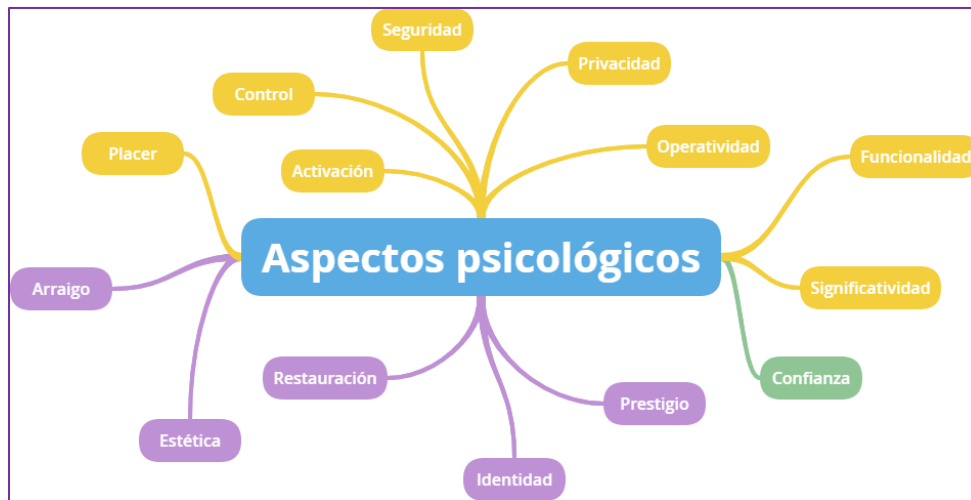 Seguridad
Privacidad
Control
Operatividad
Placer
Activación
Funcionalidad
Aspectos psicológicos
Arraigo
Significatividad
Restauración
Confianza
Prestigio
Estética
Identidad